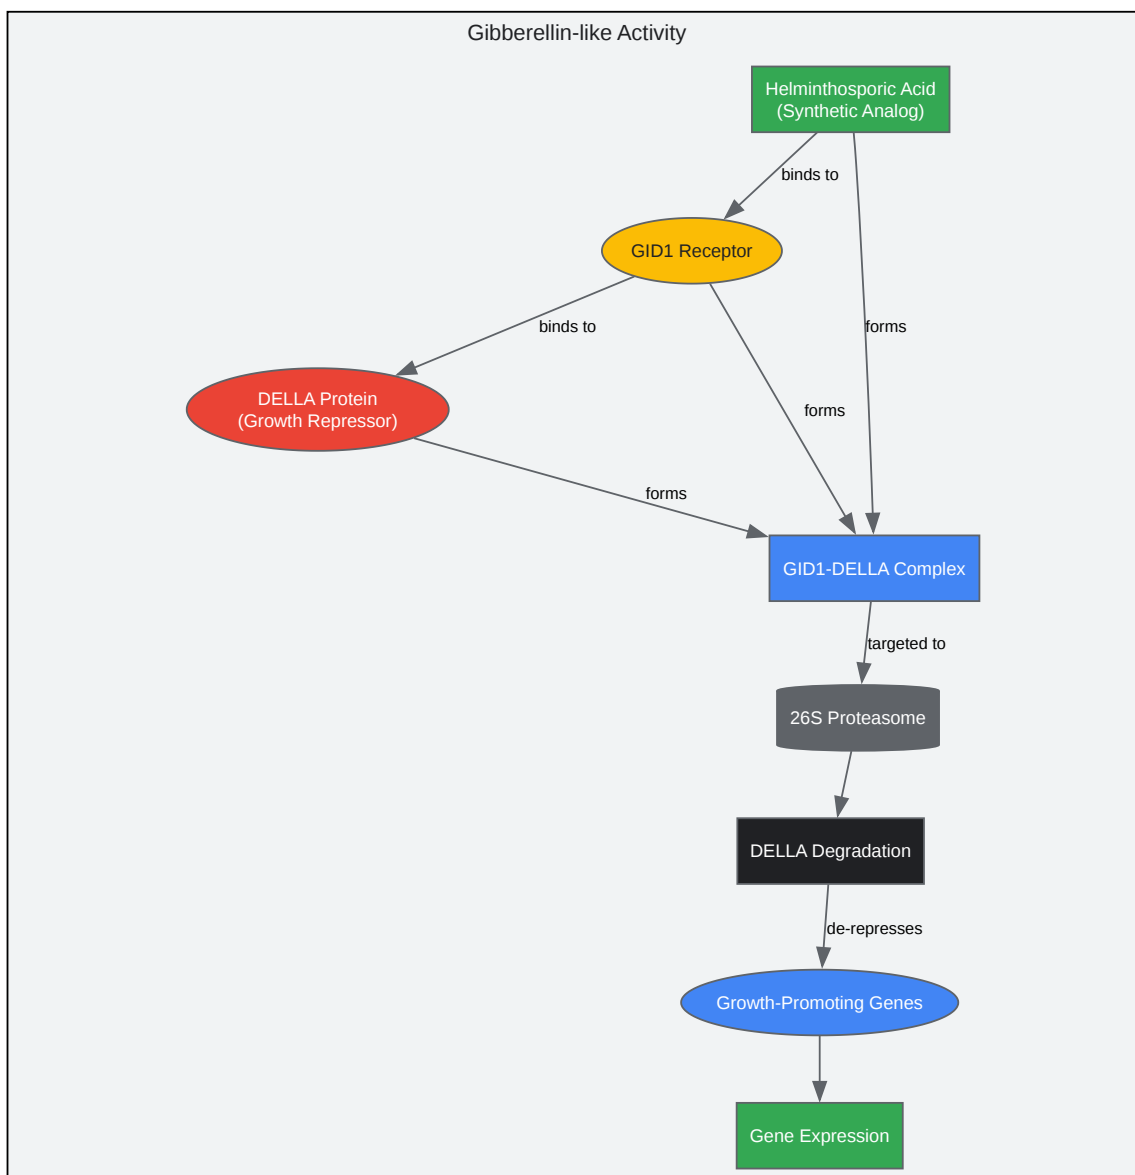 Gibberellin-like Activity
Helminthosporic Acid
(Synthetic Analog)
binds to
GID1 Receptor
binds to
forms
DELLA Protein
(Growth Repressor)
forms
forms
GID1-DELLA Complex
targeted to
26S Proteasome
DELLA Degradation
de-represses
Growth-Promoting Genes
Gene Expression